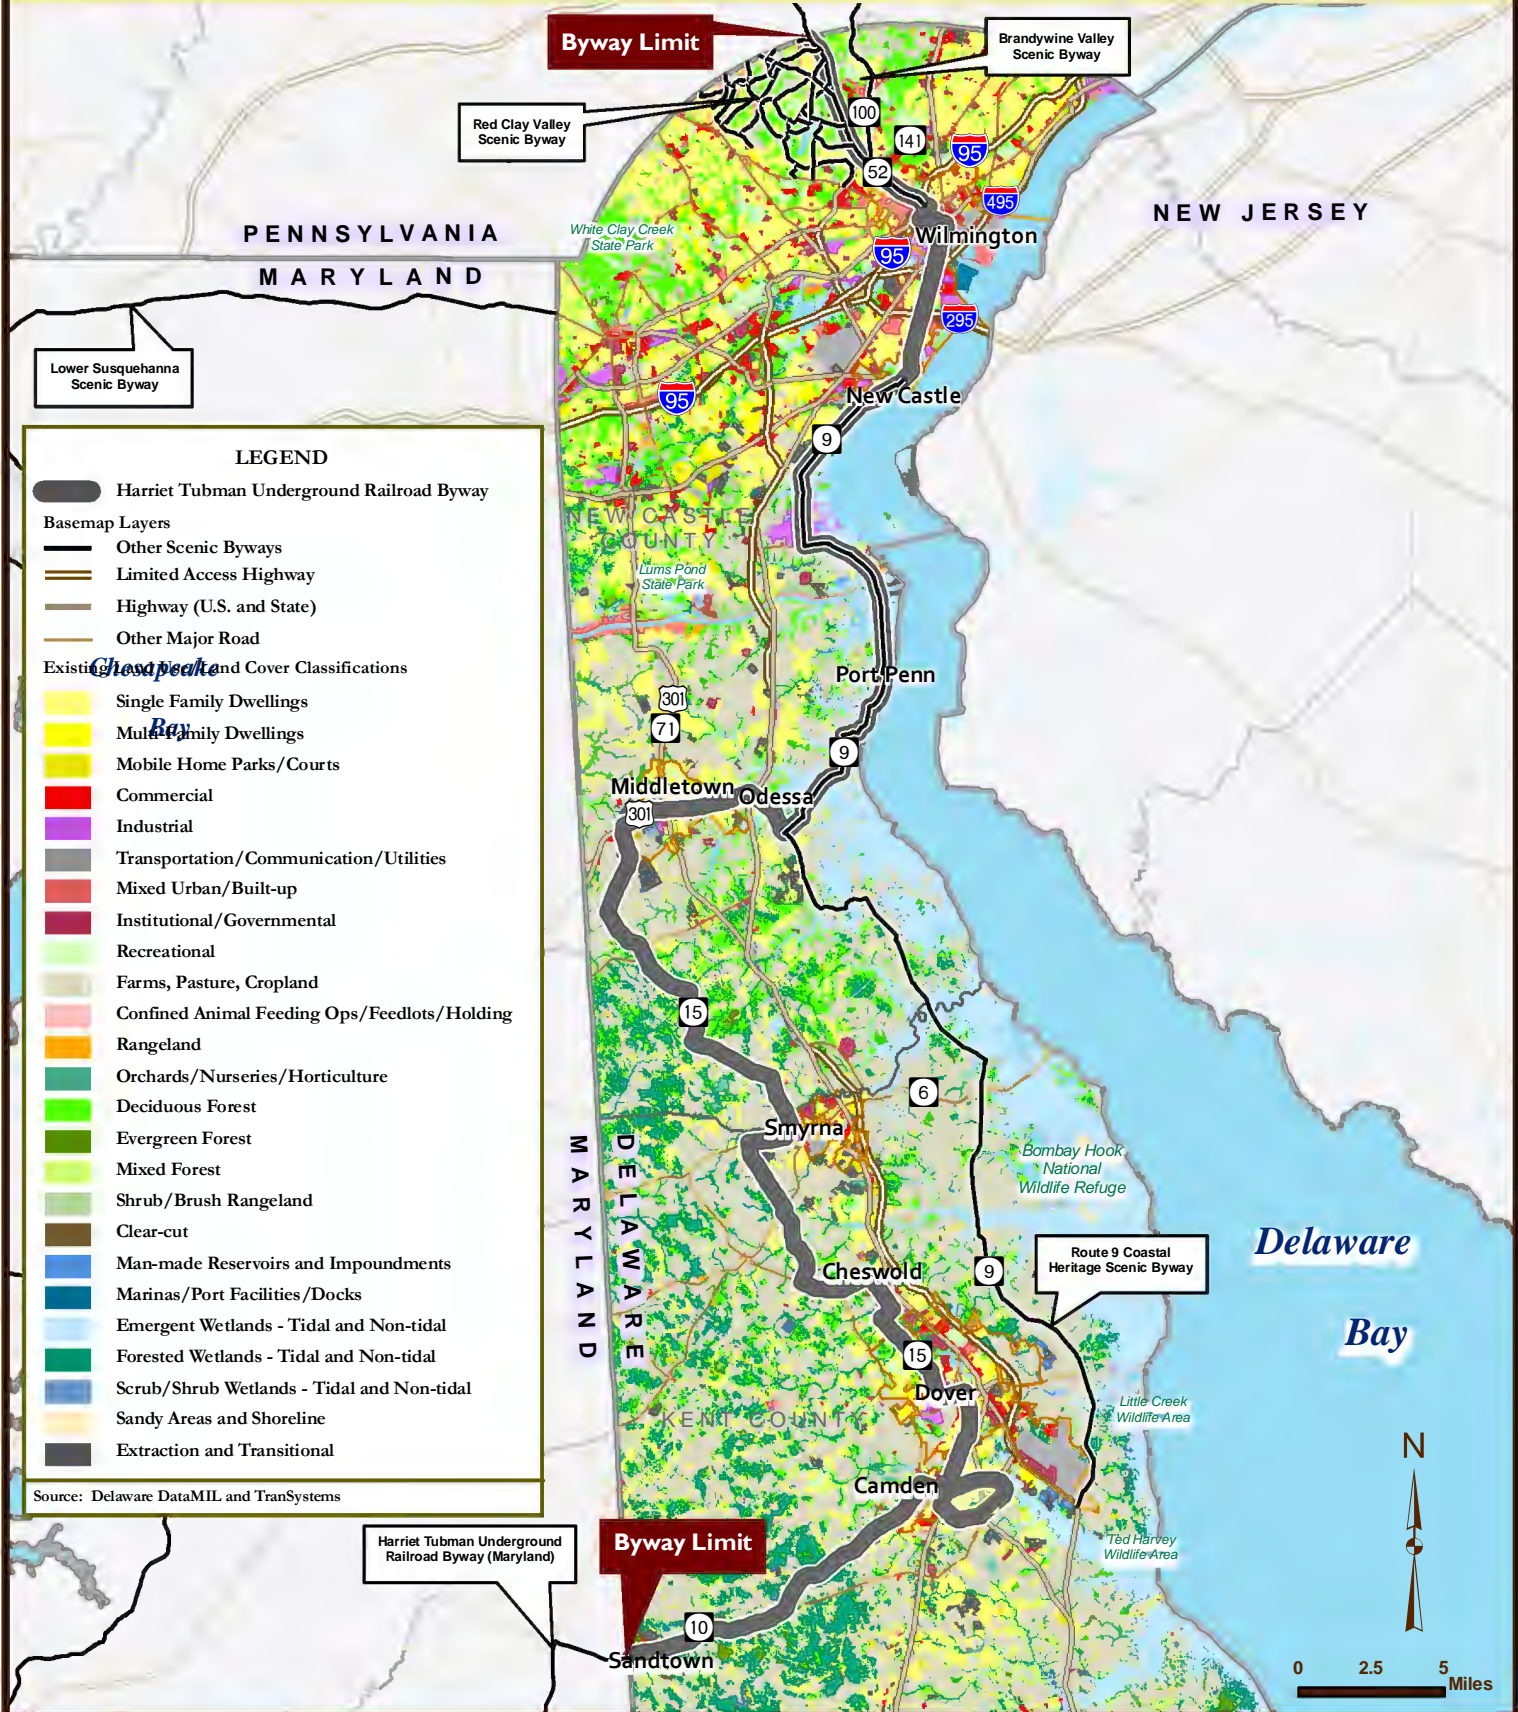 Byway Limit
Brandywine Valley
Scenic Byway
Red Clay Valley
Scenic Byway
100
141
95
52
495
NEW JERSEY
PENNSYLVANIA
White Clay Creek
State Park
Wilmington
95
MARYLAND
295
Lower Susquehanna
Scenic Byway
95
New Castle
9
LEGEND
Harriet Tubman Underground Railroad Byway
Basemap Layers
Other Scenic Byways
Limited Access Highway
Highway (U.S. and State)
Other Major Road
Existing Land Use/Land Cover Classifications
Chesapeake
Bay
Single Family Dwellings
Multi-Family Dwellings
Mobile Home Parks/Courts
Commercial
Industrial
Transportation/Communication/Utilities
Mixed Urban/Built-up
Institutional/Governmental
Recreational
Farms, Pasture, Cropland
Confined Animal Feeding Ops/Feedlots/Holding
Rangeland
Orchards/Nurseries/Horticulture
Deciduous Forest
Evergreen Forest
Mixed Forest
Shrub/Brush Rangeland
Clear-cut
Man-made Reservoirs and Impoundments
Marinas/Port Facilities/Docks
Emergent Wetlands - Tidal and Non-tidal
Forested Wetlands - Tidal and Non-tidal
Scrub/Shrub Wetlands - Tidal and Non-tidal
Sandy Areas and Shoreline
Extraction and Transitional
Source: Delaware DataMIL and TranSystems
NEW CASTLE
COUNTY
Lums Pond
State Park
Port Penn
301
71
9
Middletown
Odessa
301
15
6
Smyrna
MARYLAND
DELAWARE
Bombay Hook
National
Wildlife Refuge
Delaware
Bay
Route 9 Coastal
Heritage Scenic Byway
Cheswold
9
15
Dover
KENT COUNTY
Little Creek
Wildlife Area
Camden
Ted Harvey
Wildlife Area
Harriet Tubman Underground
Railroad Byway (Maryland)
Byway Limit
10
Sandtown
N
0 2.5 5
Miles